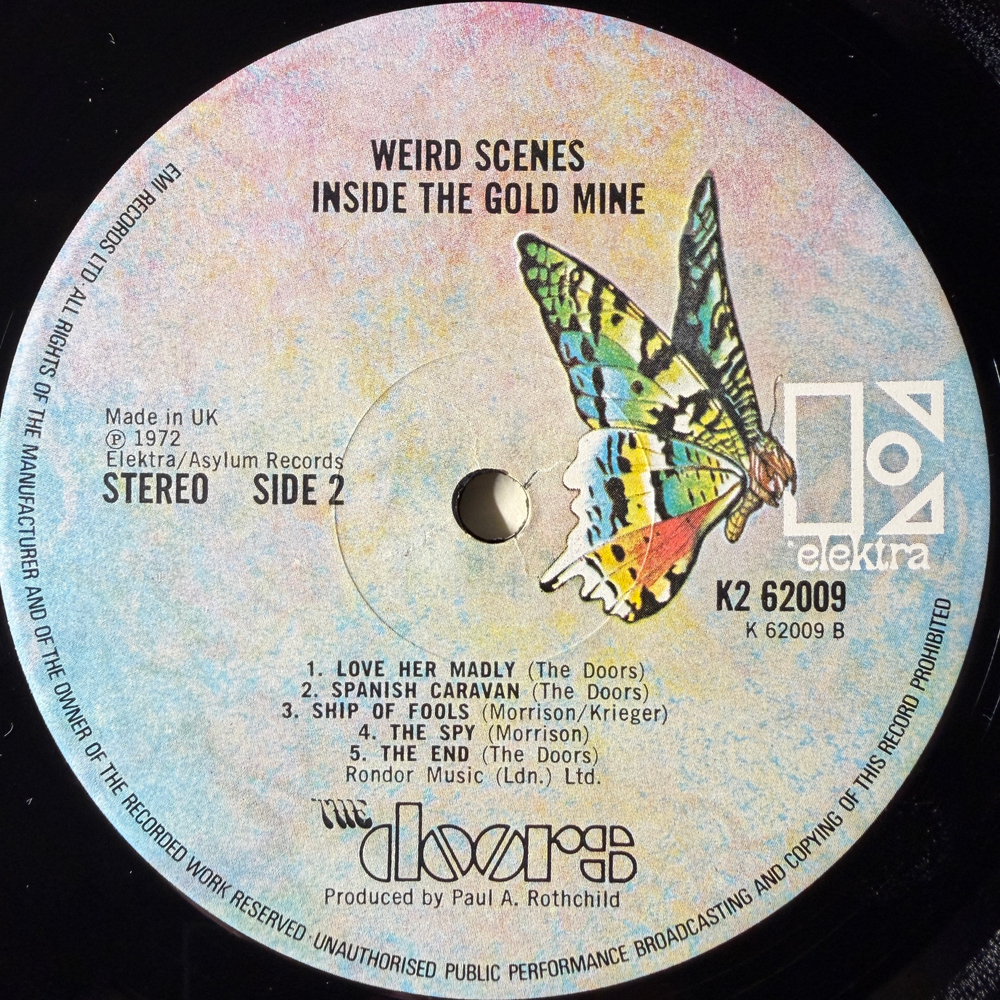 WEIRD SCENES
INSIDE THE GOLD MINE
Made in UK
℗ 1972
Elektra/Asylum Records
STEREO SIDE 2
elektra
K2 62009
K 62009 B
1. LOVE HER MADLY (The Doors)
2. SPANISH CARAVAN (The Doors)
3. SHIP OF FOOLS (Morrison/Krieger)
4. THE SPY (Morrison)
5. THE END (The Doors)
Rondor Music (Ldn.) Ltd.
THE
doors
Produced by Paul A. Rothchild
EMI RECORDS LTD · ALL RIGHTS OF THE MANUFACTURER AND OF THE OWNER OF THE RECORDED WORK RESERVED · UNAUTHORISED PUBLIC PERFORMANCE BROADCASTING AND COPYING OF THIS RECORD PROHIBITED